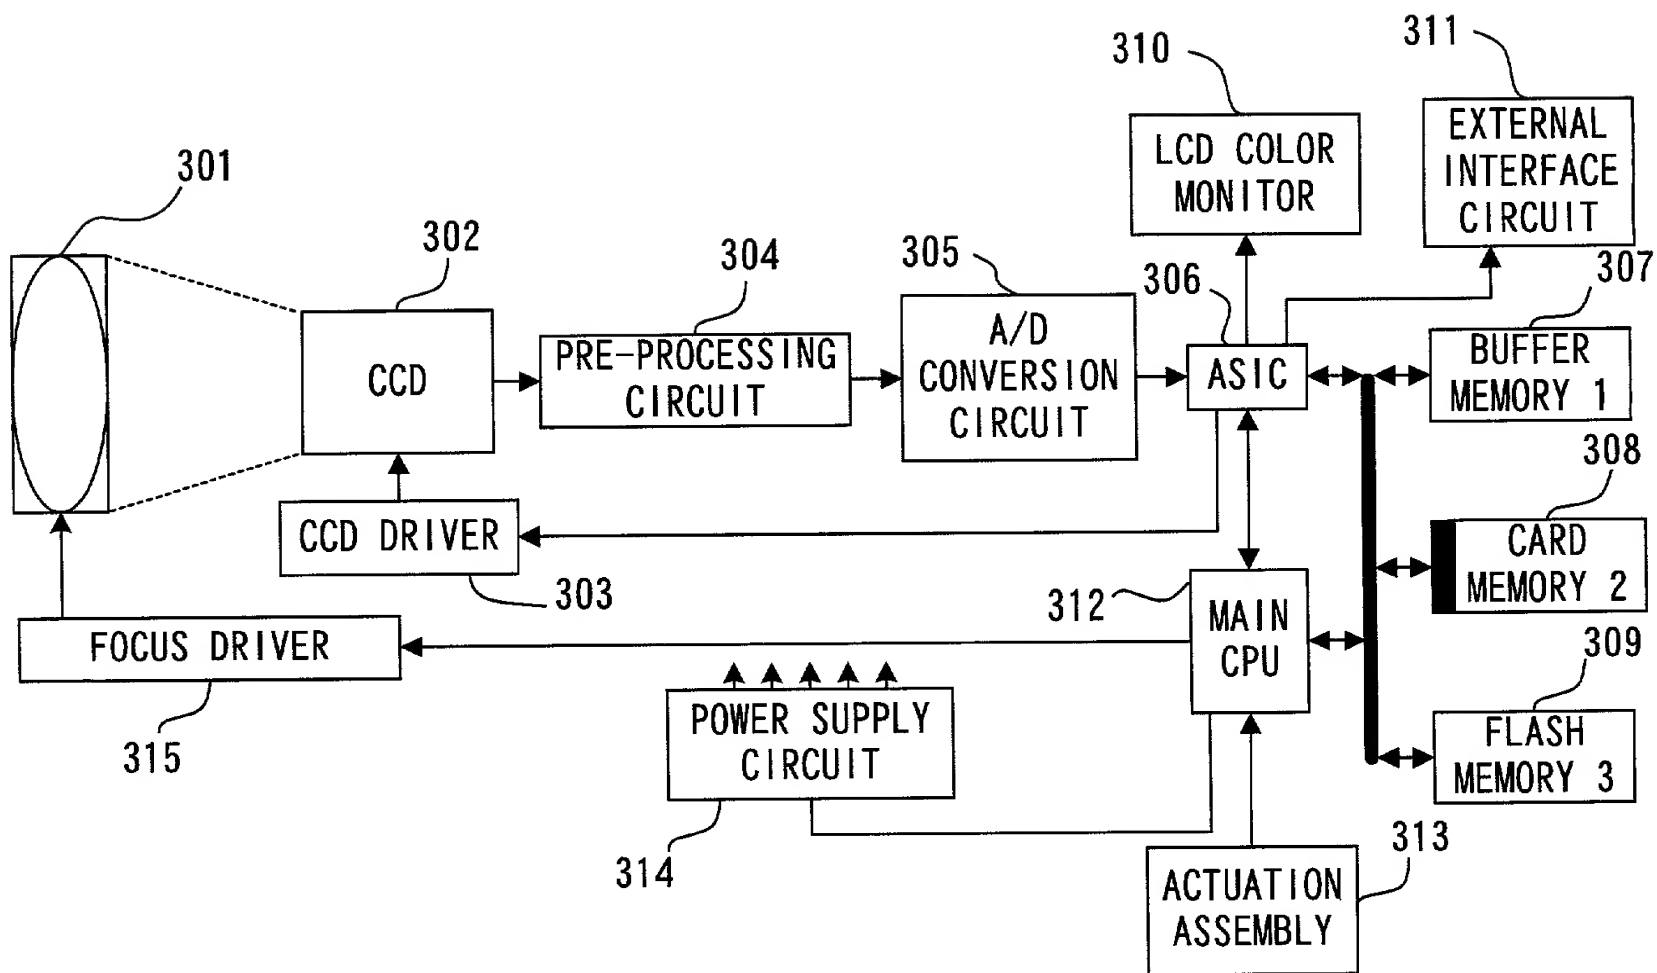 310
311
LCD COLOR
MONITOR
EXTERNAL
INTERFACE
CIRCUIT
301
302
304
305
306
307
CCD
PRE-PROCESSING
CIRCUIT
A/D
CONVERSION
CIRCUIT
ASIC
BUFFER
MEMORY 1
308
CCD DRIVER
303
CARD
MEMORY 2
312
MAIN
CPU
FOCUS DRIVER
315
309
POWER SUPPLY
CIRCUIT
314
FLASH
MEMORY 3
313
ACTUATION
ASSEMBLY